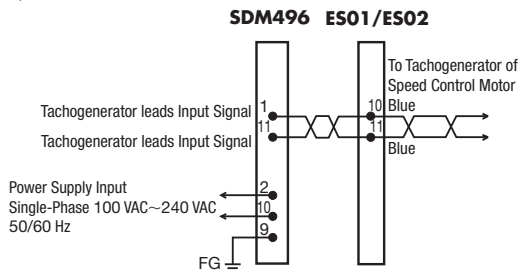 SDM496 ES01/ES02
To Tachogenerator of
Speed Control Motor
Tachogenerator leads Input Signal 1 10 Blue
Tachogenerator leads Input Signal 11 11
Blue
Power Supply Input 2
Single-Phase 100 VAC~240 VAC 10
50/60 Hz 9
FG